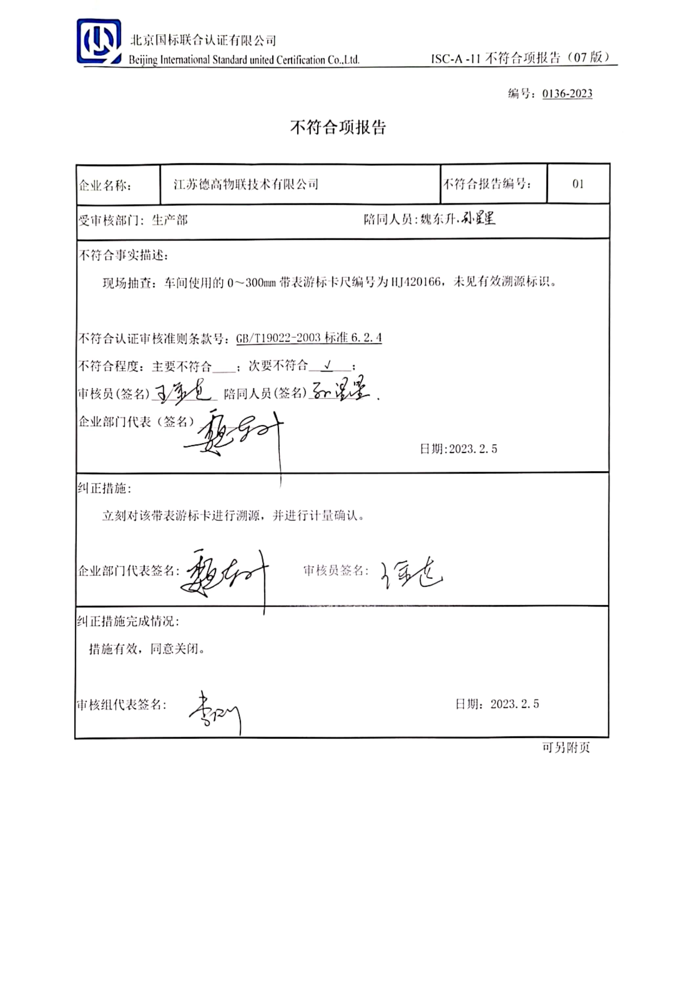 北京国标联合认证有限公司
Beijing International Standard united Certification Co.,Ltd.
ISC-A -11 不符合项报告（07 版）
编号：0136-2023
不符合项报告
企业名称： 江苏德高物联技术有限公司 不符合报告编号： 01
受审核部门：生产部 陪同人员:魏东升.孙星星
不符合事实描述：
现场抽查：车间使用的 0～300mm 带表游标卡尺编号为 HJ420166，未见有效溯源标识。
不符合认证审核准则条款号：GB/T19022-2003 标准 6.2.4
不符合程度：主要不符合____；次要不符合 √ ；
审核员(签名) 陪同人员(签名) 孙星星.
企业部门代表（签名） 魏东升
日期:2023.2.5
纠正措施：
立刻对该带表游标卡进行溯源，并进行计量确认。
企业部门代表签名: 魏东升 审核员签名:
纠正措施完成情况:
措施有效，同意关闭。
审核组代表签名: 日期：2023.2.5
可另附页